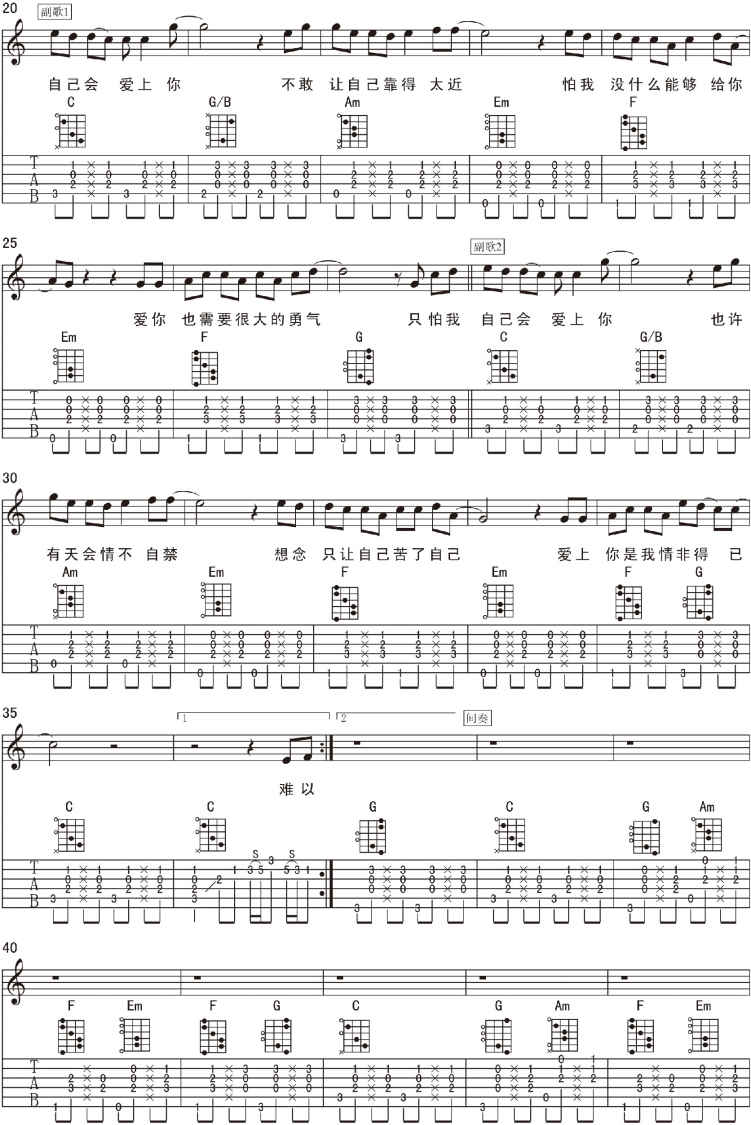 20 副歌1
自己会 爱上 你 不敢 让自己靠得 太近 怕我 没什么能够 给你
C G/B Am Em F
25 副歌2
爱你 也需要很大的勇气 只怕我 自己会 爱上 你 也许
Em F G C G/B
30
有天会情不 自禁 想念 只让自己苦了自己 爱上 你是我情非得 已
Am Em F Em F G
35 1 2 间奏
难以
C C G C G Am
40
F Em F G C G Am F Em